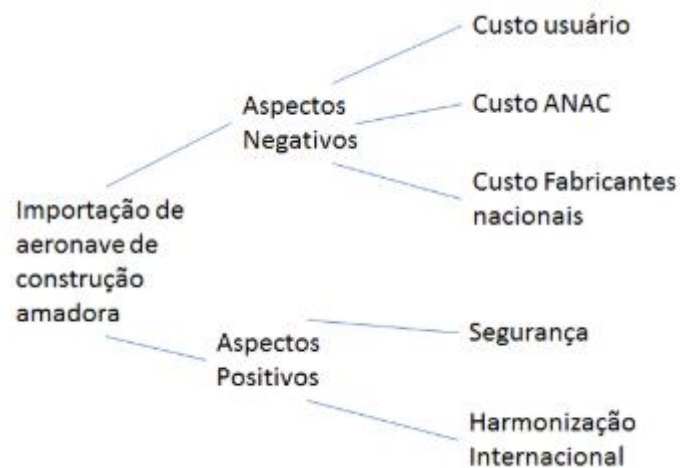 Importação de
aeronave de
construção
amadora
Aspectos
Negativos
Custo usuário
Custo ANAC
Custo Fabricantes
nacionais
Aspectos
Positivos
Segurança
Harmonização
Internacional